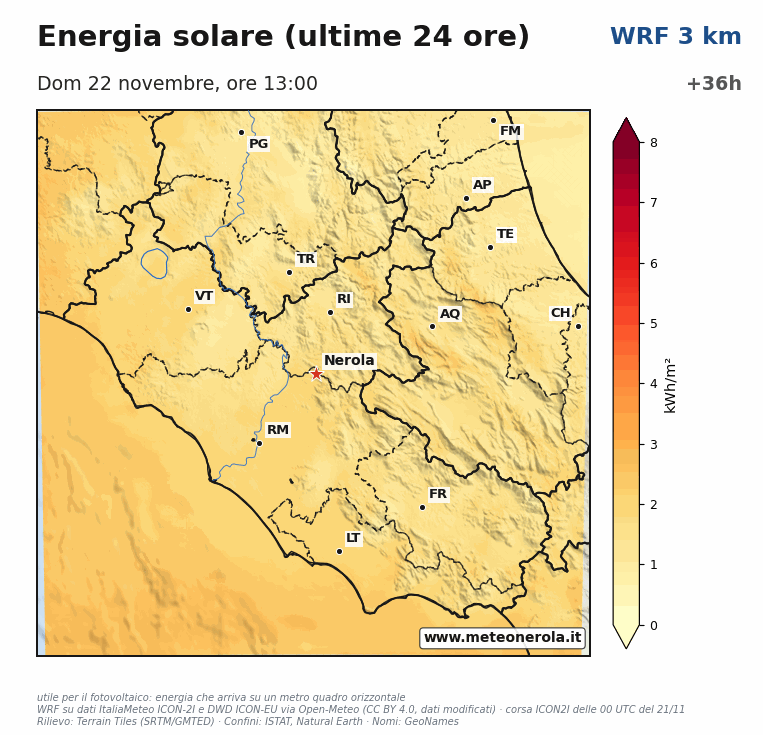 Energia solare (ultime 24 ore)
WRF 3 km
Dom 22 novembre, ore 13:00
+36h
PG
FM
AP
TE
TR
VT
RI
AQ
CH
Nerola
RM
FR
LT
www.meteonerola.it
8
7
6
5
4
3
2
1
0
kWh/m²
utile per il fotovoltaico: energia che arriva su un metro quadro orizzontale
WRF su dati ItaliaMeteo ICON-2I e DWD ICON-EU via Open-Meteo (CC BY 4.0, dati modificati) · corsa ICON2I delle 00 UTC del 21/11
Rilievo: Terrain Tiles (SRTM/GMTED) · Confini: ISTAT, Natural Earth · Nomi: GeoNames